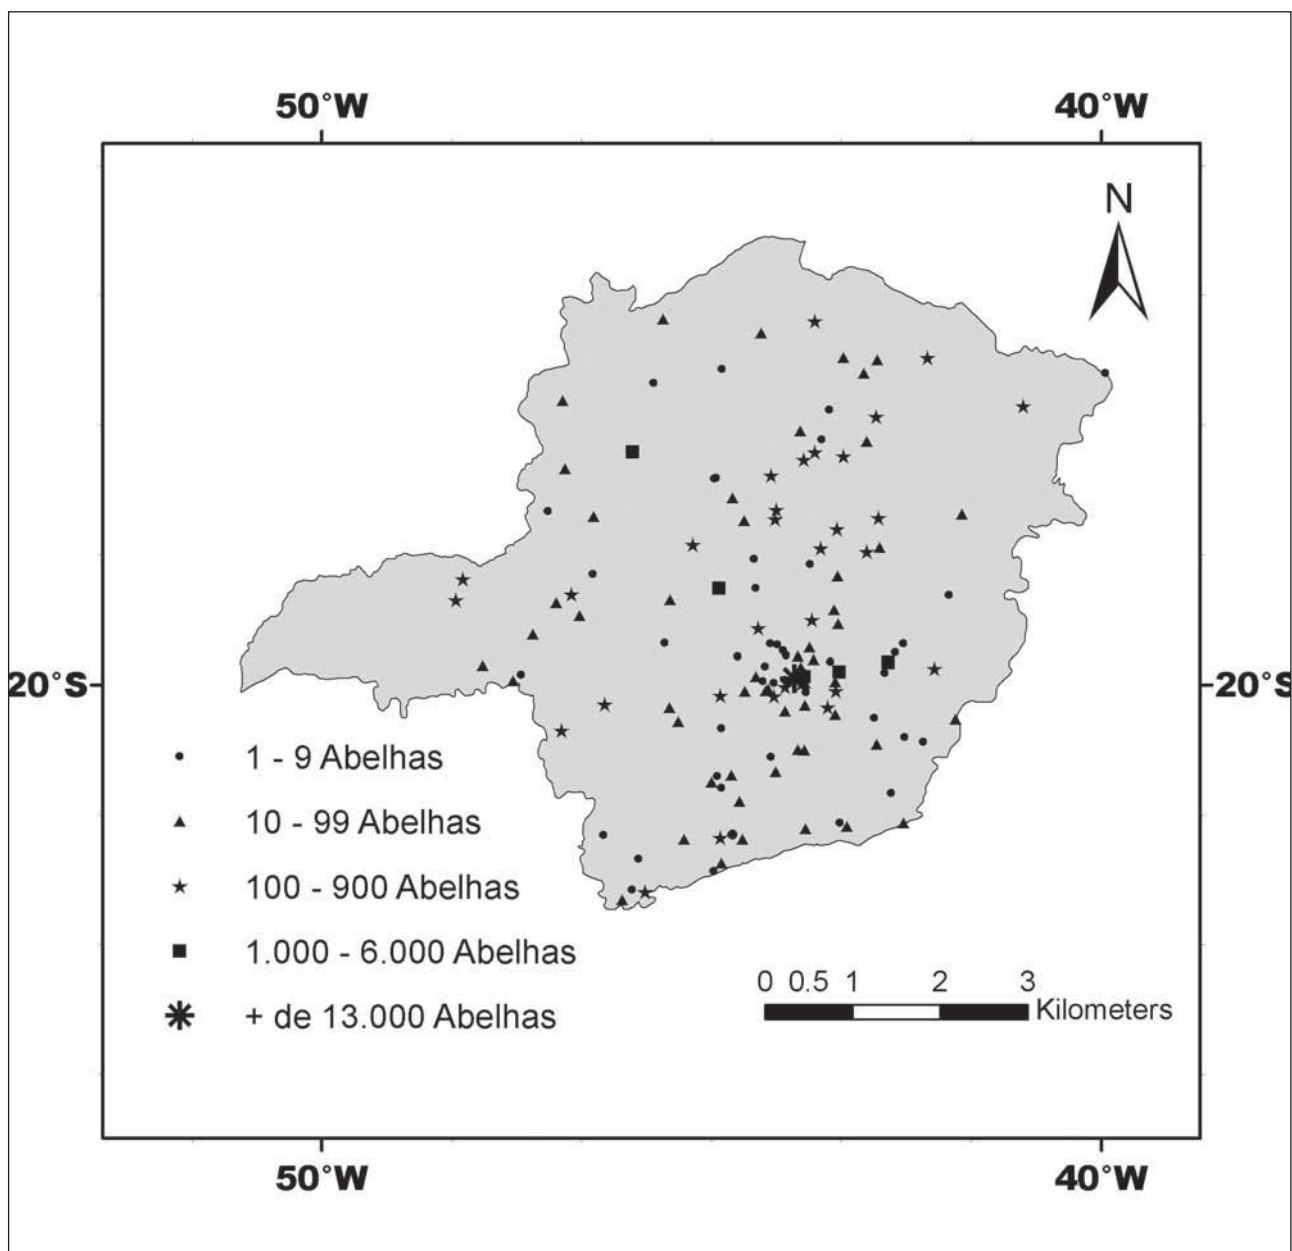 50°W 40°W
N
20°S 20°S
1 - 9 Abelhas
10 - 99 Abelhas
100 - 900 Abelhas
1.000 - 6.000 Abelhas
+ de 13.000 Abelhas
0 0.5 1 2 3
Kilometers
50°W 40°W